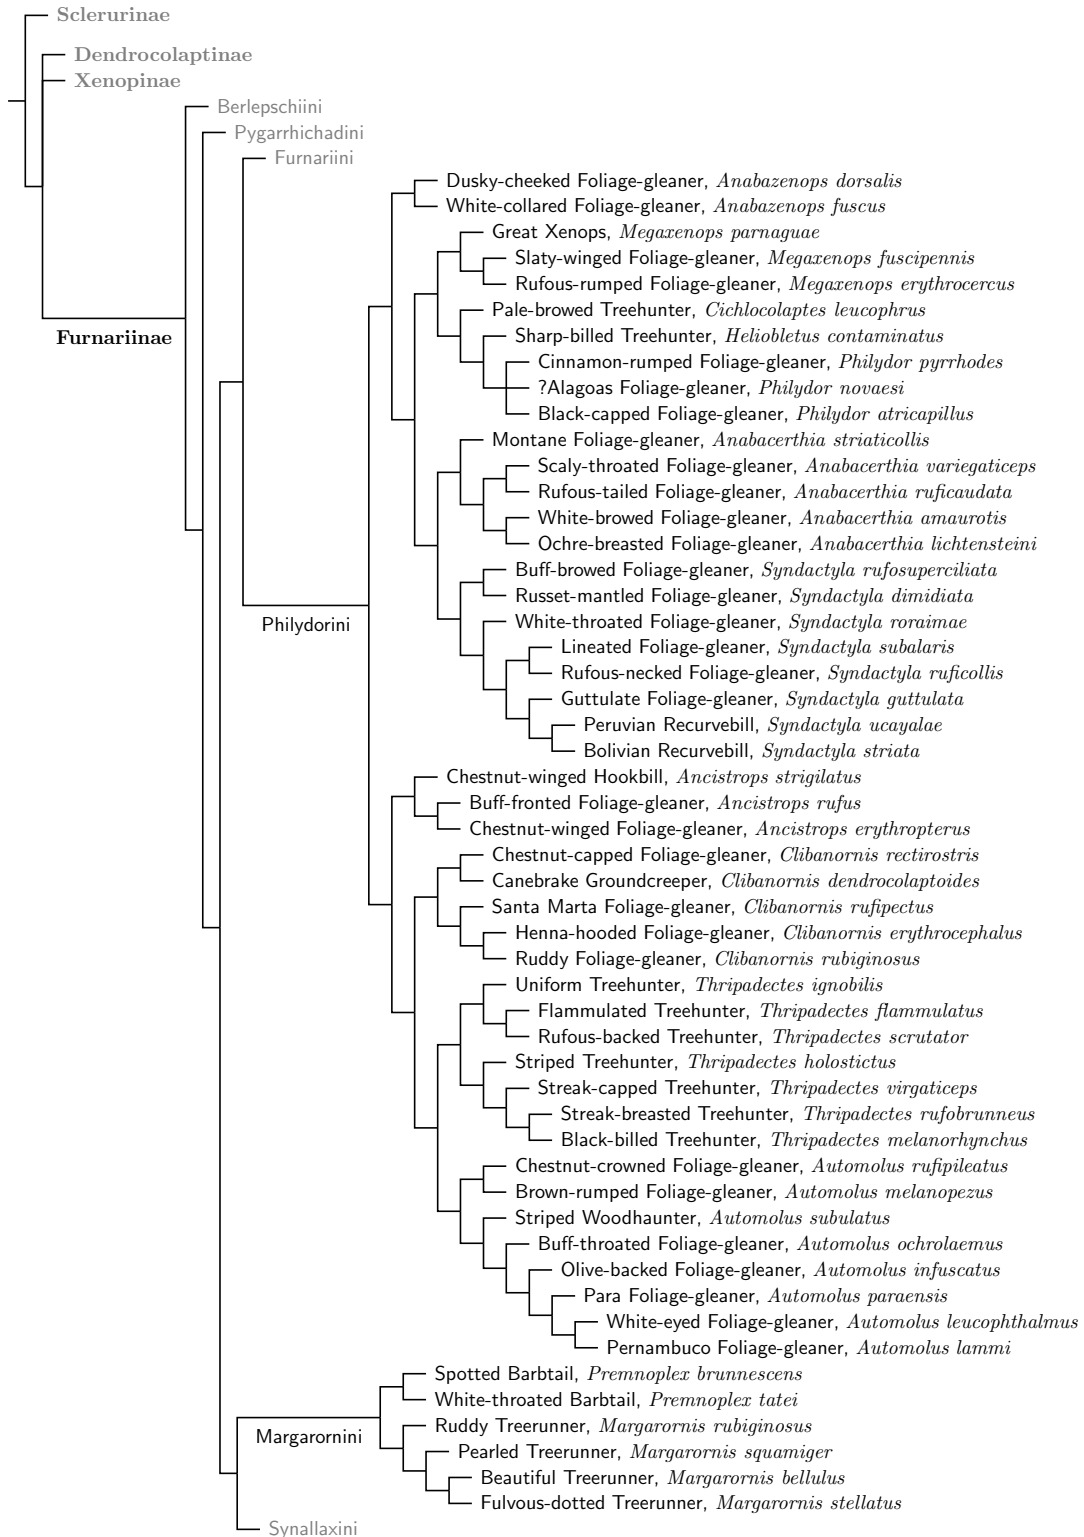 Sclerurinae
Dendrocolaptinae
Xenopinae
Berlepschiini
Pygarrhichadini
Furnariini
Dusky-cheeked Foliage-gleaner, Anabazenops dorsalis
White-collared Foliage-gleaner, Anabazenops fuscus
Great Xenops, Megaxenops parnaguae
Slaty-winged Foliage-gleaner, Megaxenops fuscipennis
Rufous-rumped Foliage-gleaner, Megaxenops erythrocercus
Pale-browed Treehunter, Cichlocolaptes leucophrus
Furnariinae
Sharp-billed Treehunter, Heliobletus contaminatus
Cinnamon-rumped Foliage-gleaner, Philydor pyrrhodes
?Alagoas Foliage-gleaner, Philydor novaesi
Black-capped Foliage-gleaner, Philydor atricapillus
Montane Foliage-gleaner, Anabacerthia striaticollis
Scaly-throated Foliage-gleaner, Anabacerthia variegaticeps
Rufous-tailed Foliage-gleaner, Anabacerthia ruficaudata
White-browed Foliage-gleaner, Anabacerthia amaurotis
Ochre-breasted Foliage-gleaner, Anabacerthia lichtensteini
Buff-browed Foliage-gleaner, Syndactyla rufosuperciliata
Russet-mantled Foliage-gleaner, Syndactyla dimidiata
White-throated Foliage-gleaner, Syndactyla roraimae
Philydorini
Lineated Foliage-gleaner, Syndactyla subalaris
Rufous-necked Foliage-gleaner, Syndactyla ruficollis
Guttulate Foliage-gleaner, Syndactyla guttulata
Peruvian Recurvebill, Syndactyla ucayalae
Bolivian Recurvebill, Syndactyla striata
Chestnut-winged Hookbill, Ancistrops strigilatus
Buff-fronted Foliage-gleaner, Ancistrops rufus
Chestnut-winged Foliage-gleaner, Ancistrops erythropterus
Chestnut-capped Foliage-gleaner, Clibanornis rectirostris
Canebrake Groundcreeper, Clibanornis dendrocolaptoides
Santa Marta Foliage-gleaner, Clibanornis rufipectus
Henna-hooded Foliage-gleaner, Clibanornis erythrocephalus
Ruddy Foliage-gleaner, Clibanornis rubiginosus
Uniform Treehunter, Thripadectes ignobilis
Flammulated Treehunter, Thripadectes flammulatus
Rufous-backed Treehunter, Thripadectes scrutator
Striped Treehunter, Thripadectes holostictus
Streak-capped Treehunter, Thripadectes virgaticeps
Streak-breasted Treehunter, Thripadectes rufobrunneus
Black-billed Treehunter, Thripadectes melanorhynchus
Chestnut-crowned Foliage-gleaner, Automolus rufipileatus
Brown-rumped Foliage-gleaner, Automolus melanopezus
Striped Woodhaunter, Automolus subulatus
Buff-throated Foliage-gleaner, Automolus ochrolaemus
Olive-backed Foliage-gleaner, Automolus infuscatus
Para Foliage-gleaner, Automolus paraensis
White-eyed Foliage-gleaner, Automolus leucophthalmus
Pernambuco Foliage-gleaner, Automolus lammi
Spotted Barbtail, Premnoplex brunnescens
White-throated Barbtail, Premnoplex tatei
Ruddy Treerunner, Margarornis rubiginosus
Margarornini
Pearled Treerunner, Margarornis squamiger
Beautiful Treerunner, Margarornis bellulus
Fulvous-dotted Treerunner, Margarornis stellatus
Synallaxini